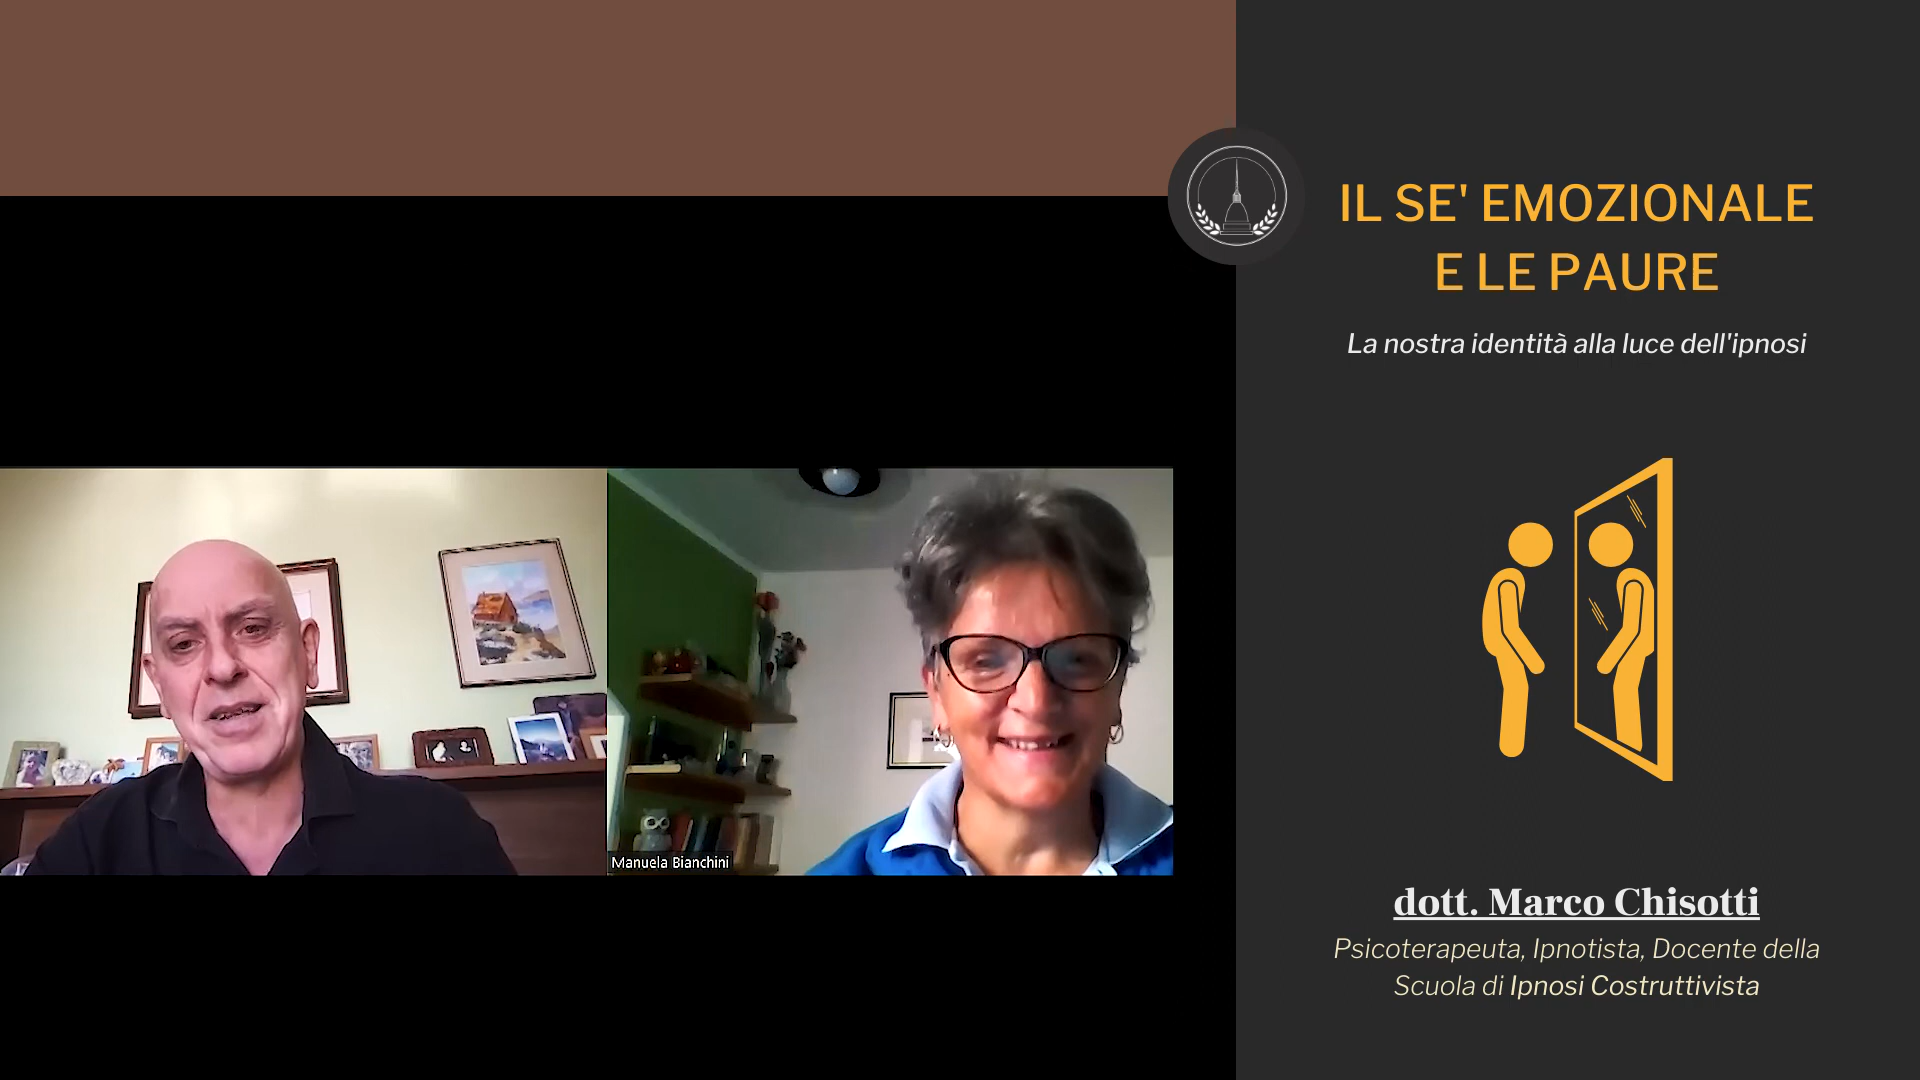 IL SE' EMOZIONALE
E LE PAURE
La nostra identità alla luce dell'ipnosi
Manuela Bianchini
dott. Marco Chisotti
Psicoterapeuta, Ipnotista, Docente della
Scuola di Ipnosi Costruttivista